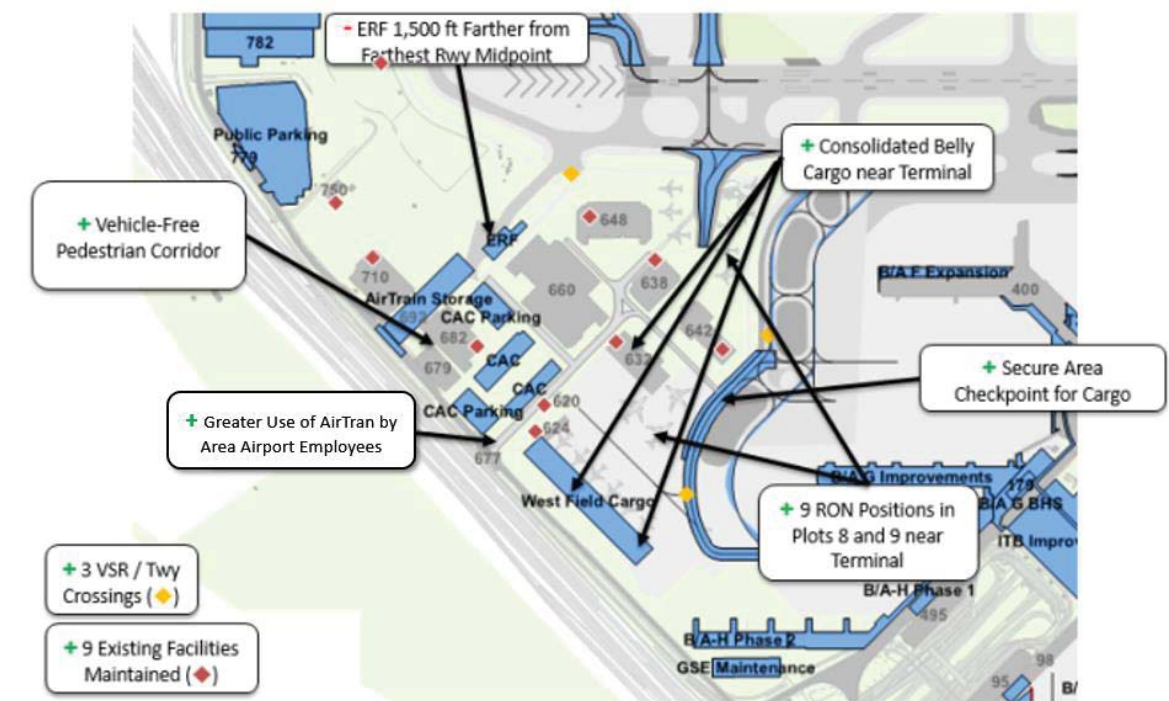 782
- ERF 1,500 ft Farther from
Farthest Rwy Midpoint
Public Parking
779
750
+ Consolidated Belly
Cargo near Terminal
+ Vehicle-Free
Pedestrian Corridor
648
ERF
710
638
B/A F Expansion
400
660
AirTrain Storage
692
CAC Parking
682
642
632
679
CAC
+ Secure Area
Checkpoint for Cargo
CAC
620
CAC Parking
624
+ Greater Use of AirTran by
Area Airport Employees
677
West Field Cargo
B/A G Improvements
179
B/A G BHS
+ 9 RON Positions in
Plots 8 and 9 near
Terminal
ITB Improv
+ 3 VSR / Twy
Crossings ( )
B/A-H Phase 1
495
+ 9 Existing Facilities
Maintained ( )
B/A-H Phase 2
GSE Maintenance
98
95
B/